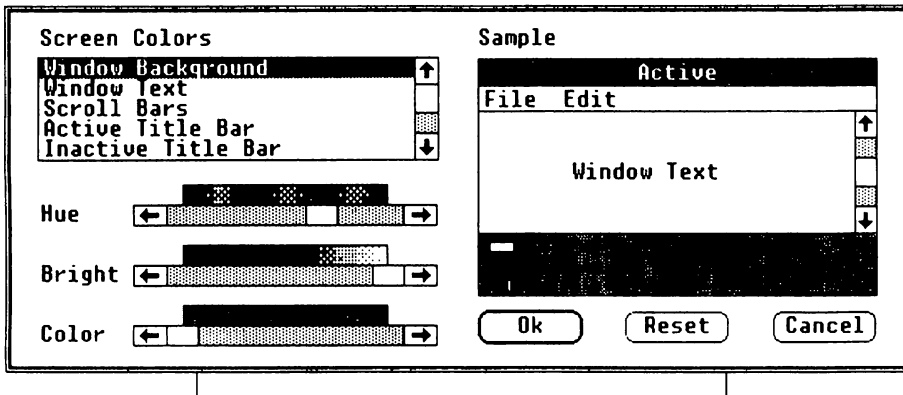 Screen Colors
Window Background
Window Text
Scroll Bars
Active Title Bar
Inactive Title Bar
Hue
Bright
Color
Sample
Active
File Edit
Window Text
Ok Reset Cancel